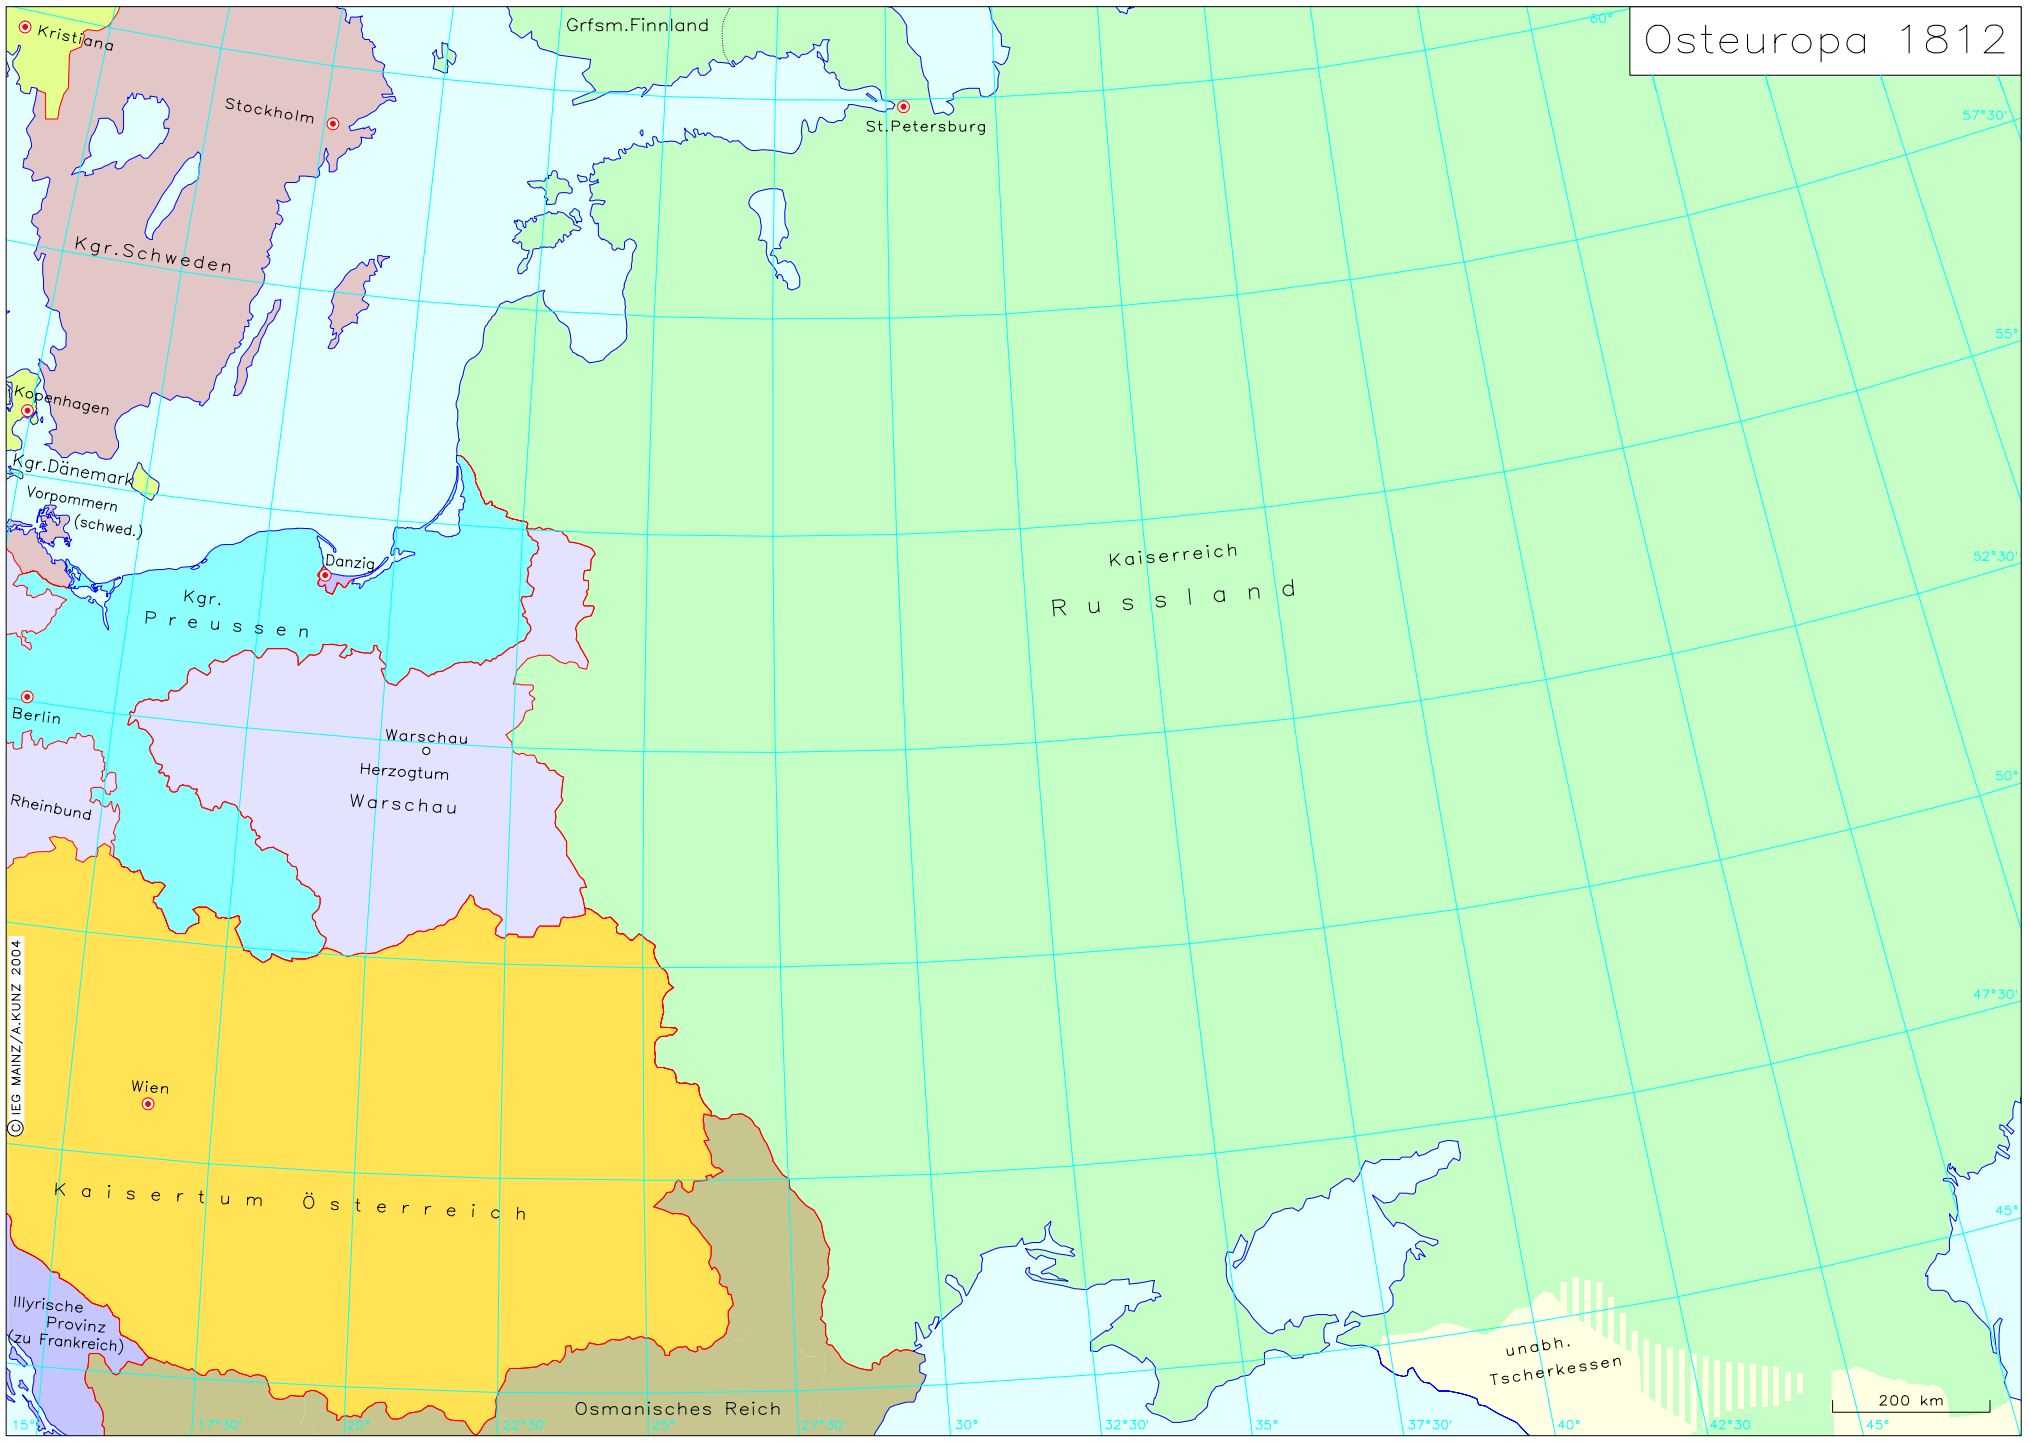 Osteuropa 1812
Grfsm.Finnland
Kristiana
Stockholm
St.Petersburg
Kgr.Schweden
Kopenhagen
Kgr.Dänemark
Vorpommern
(schwed.)
Danzig
Kgr.
Preussen
Kaiserreich
Russland
Berlin
Warschau
Herzogtum
Warschau
Rheinbund
Wien
Kaisertum Österreich
Illyrische
Provinz
(zu Frankreich)
Osmanisches Reich
unabh.
Tscherkessen
200 km
© IEG MAINZ/A.KUNZ 2004
60°
57°30'
55°
52°30'
50°
47°30'
45°
15°
17°30'
20°
22°30'
25°
27°30'
30°
32°30'
35°
37°30'
40°
42°30
45°